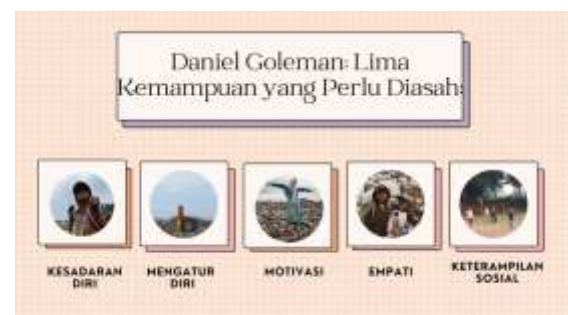 Daniel Goleman: Lima
Kemampuan yang Perlu Diasah:
KESADARAN
DIRI
MENGATUR
DIRI
MOTIVASI
EMPATI
KETERAMPILAN
SOSIAL